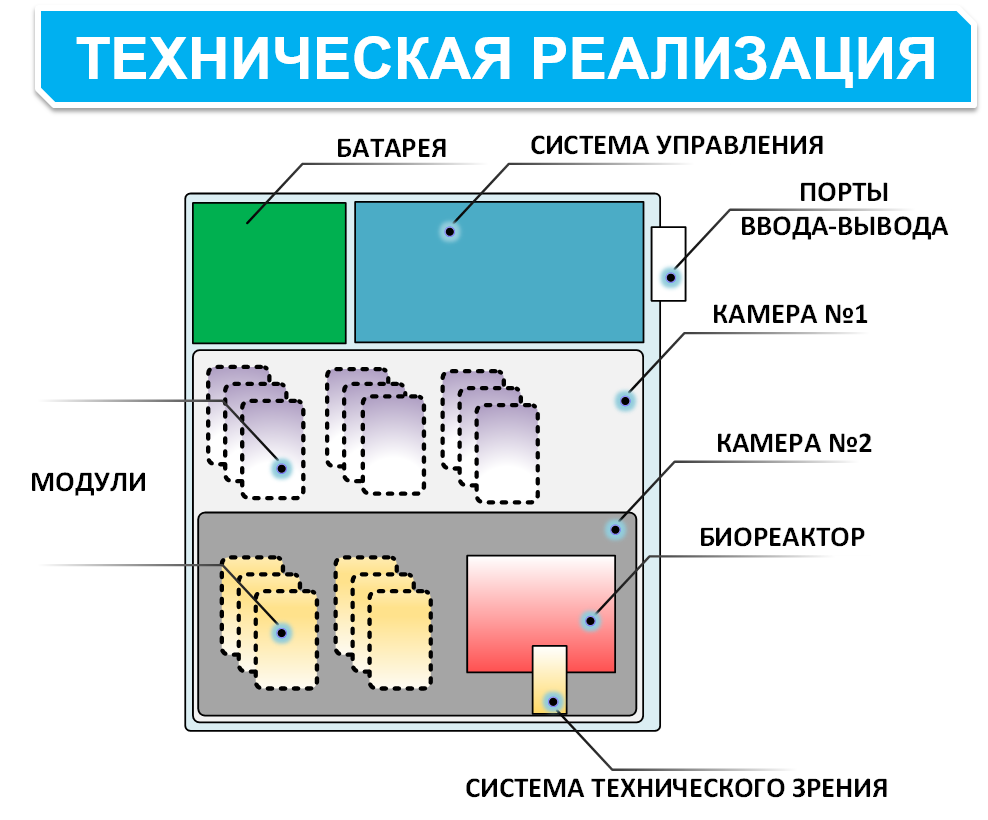 ТЕХНИЧЕСКАЯ РЕАЛИЗАЦИЯ
БАТАРЕЯ
СИСТЕМА УПРАВЛЕНИЯ
ПОРТЫ
ВВОДА-ВЫВОДА
КАМЕРА №1
КАМЕРА №2
МОДУЛИ
БИОРЕАКТОР
СИСТЕМА ТЕХНИЧЕСКОГО ЗРЕНИЯ